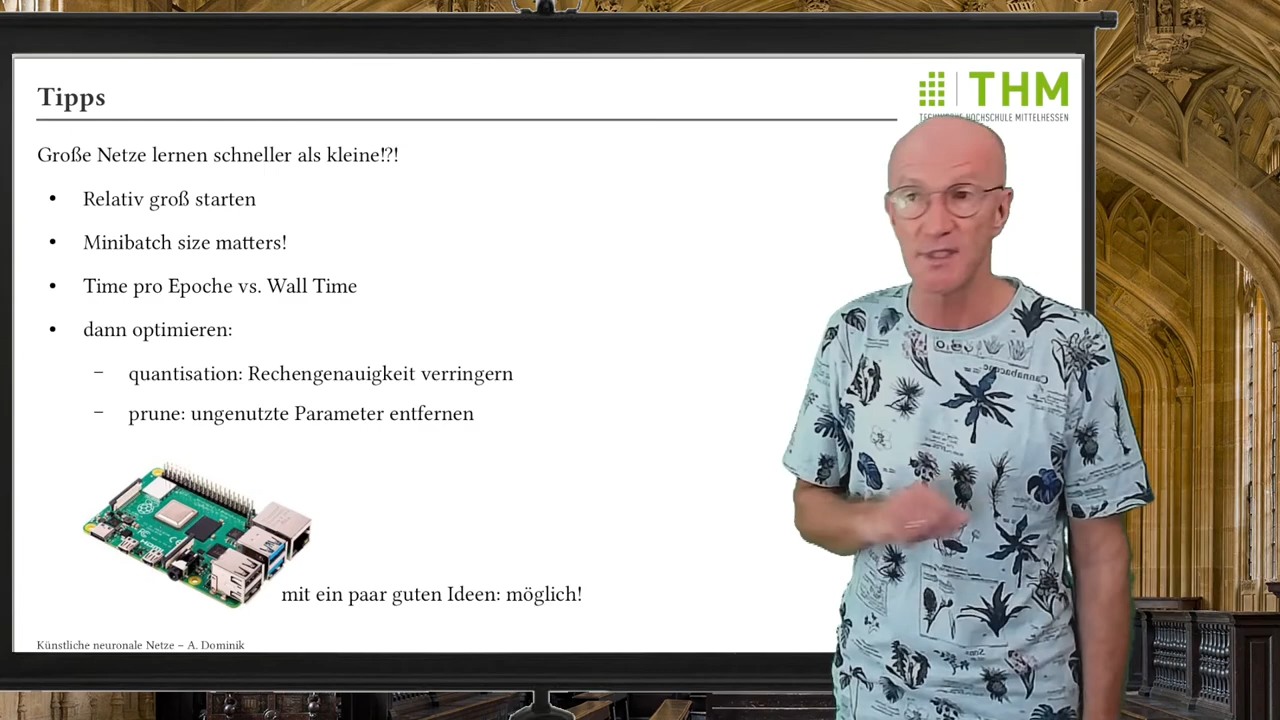 Tipps
THM
TECHNISCHE HOCHSCHULE MITTELHESSEN
Große Netze lernen schneller als kleine!?!
• Relativ groß starten
• Minibatch size matters!
• Time pro Epoche vs. Wall Time
• dann optimieren:
– quantisation: Rechengenauigkeit verringern
– prune: ungenutzte Parameter entfernen
mit ein paar guten Ideen: möglich!
Künstliche neuronale Netze – A. Dominik
Cannabaceae